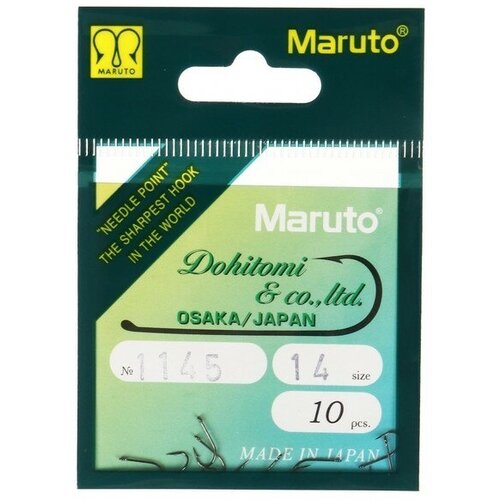 MARUTO
Maruto®
"NEEDLE POINT"
THE SHARPEST HOOK
IN THE WORLD
Maruto®
Dohitomi
& co.,ltd.
OSAKA/JAPAN
№ 1145
14 size
10 pcs.
MADE IN JAPAN